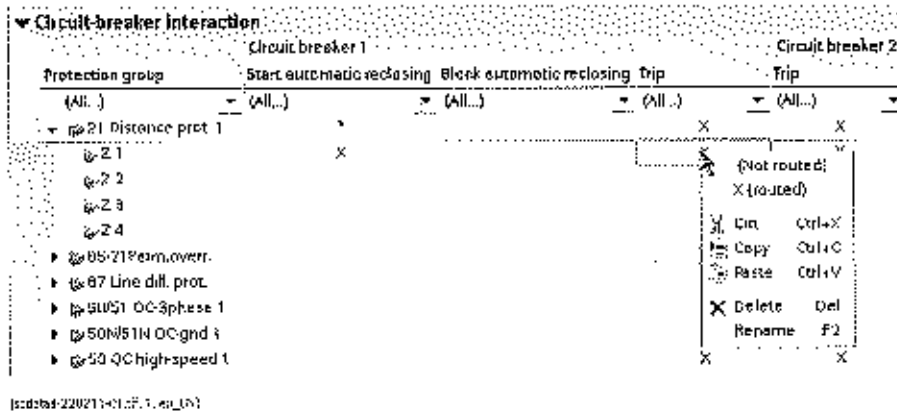 Circuit-breaker interaction
Circuit breaker 1 Circuit breaker 2
Protection group Start automatic reclosing Block automatic reclosing Trip Trip
(All...) (All...) (All...) (All...) (All...)
21 Distance prot. 1 * X X
Z 1 X X
Z 2
Z 3
Z 4
(Not routed)
X (routed)
Cut Ctrl+X
Copy Ctrl+C
Paste Ctrl+V
Delete Del
Rename F2
85-21Perm.overr.
87 Line diff. prot.
50/51 OC-3phase 1
50N/51N OC-gnd
50 OC high-speed 1 X X